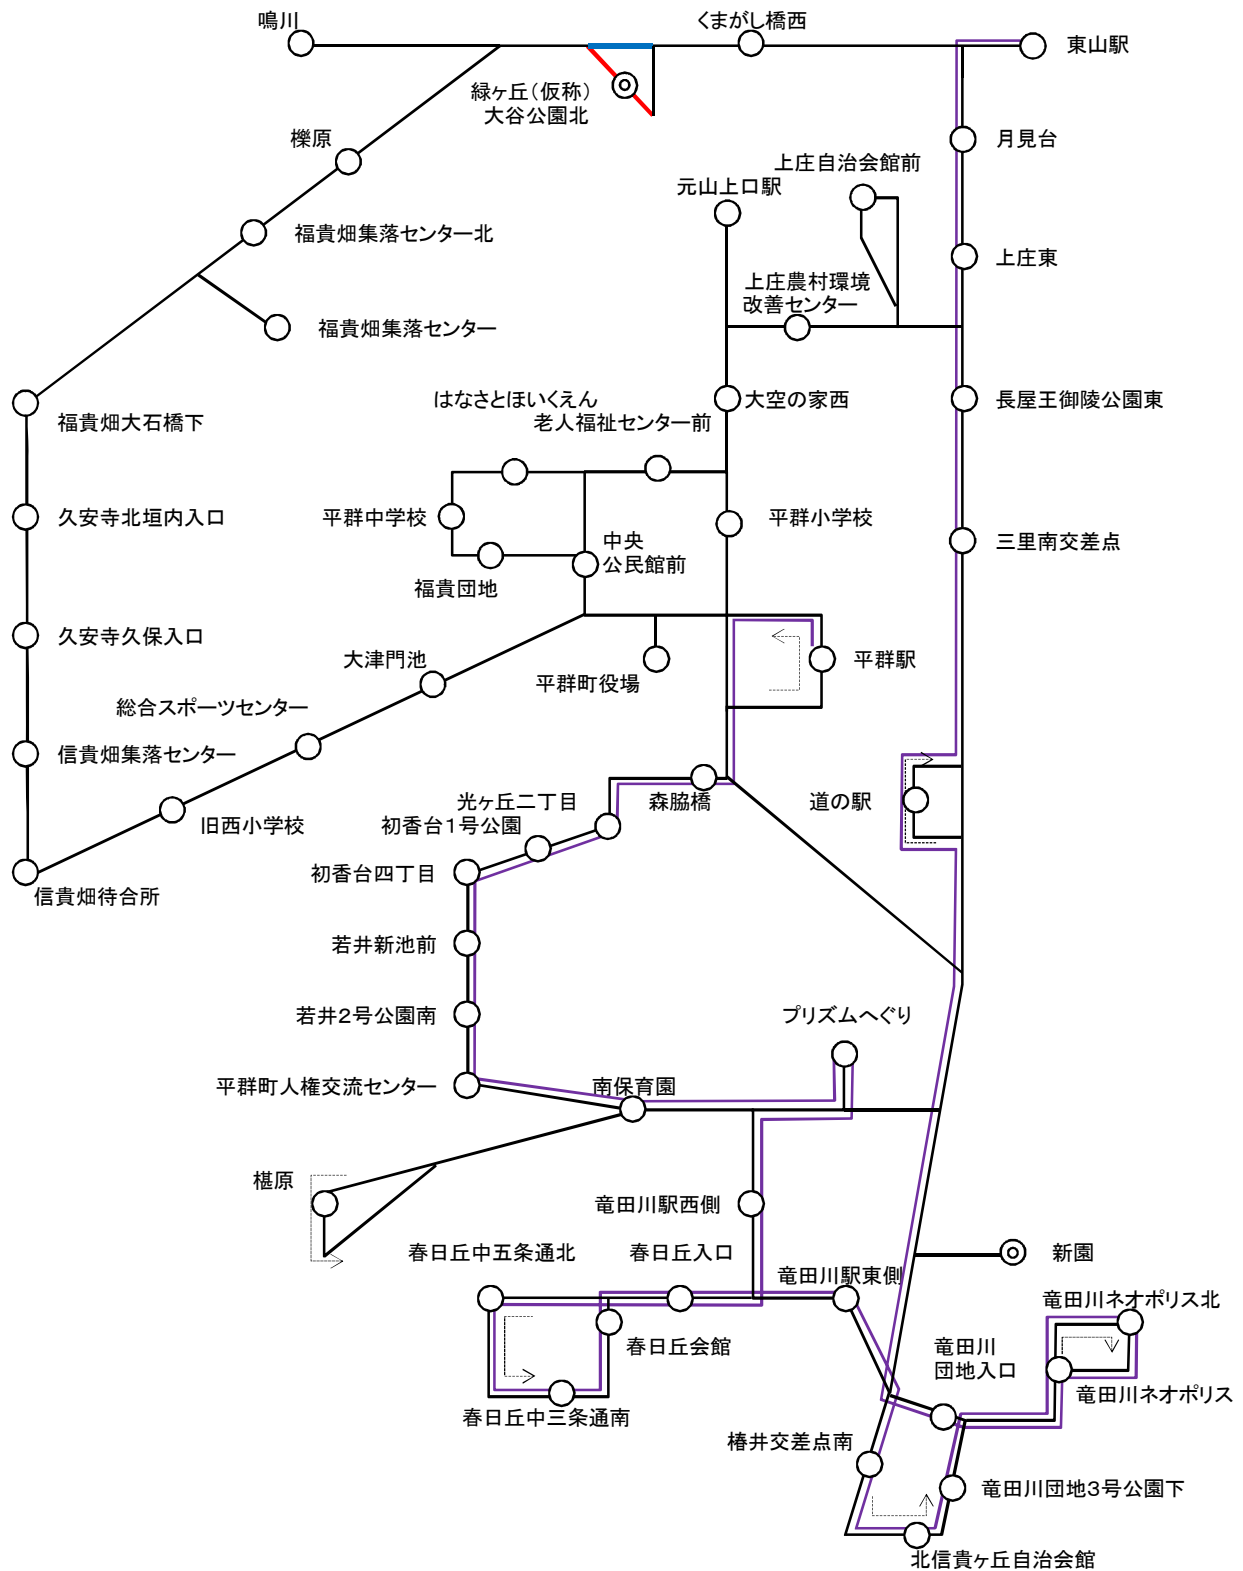 鳴川
くまがし橋西
東山駅
緑ヶ丘（仮称）
大谷公園北
櫟原
月見台
上庄自治会館前
元山上口駅
福貴畑集落センター北
上庄東
上庄農村環境
改善センター
福貴畑集落センター
はなさとほいくえん
大空の家西
長屋王御陵公園東
福貴畑大石橋下
老人福祉センター前
久安寺北垣内入口
平群中学校
平群小学校
中央
公民館前
三里南交差点
福貴団地
久安寺久保入口
大津門池
平群町役場
平群駅
総合スポーツセンター
信貴畑集落センター
光ヶ丘二丁目
森脇橋
道の駅
旧西小学校
初香台1号公園
初香台四丁目
信貴畑待合所
若井新池前
若井2号公園南
プリズムへぐり
平群町人権交流センター
南保育園
椹原
竜田川駅西側
春日丘中五条通北
春日丘入口
新園
竜田川駅東側
竜田川ネオポリス北
春日丘会館
竜田川
団地入口
竜田川ネオポリス
春日丘中三条通南
椿井交差点南
竜田川団地3号公園下
北信貴ヶ丘自治会館